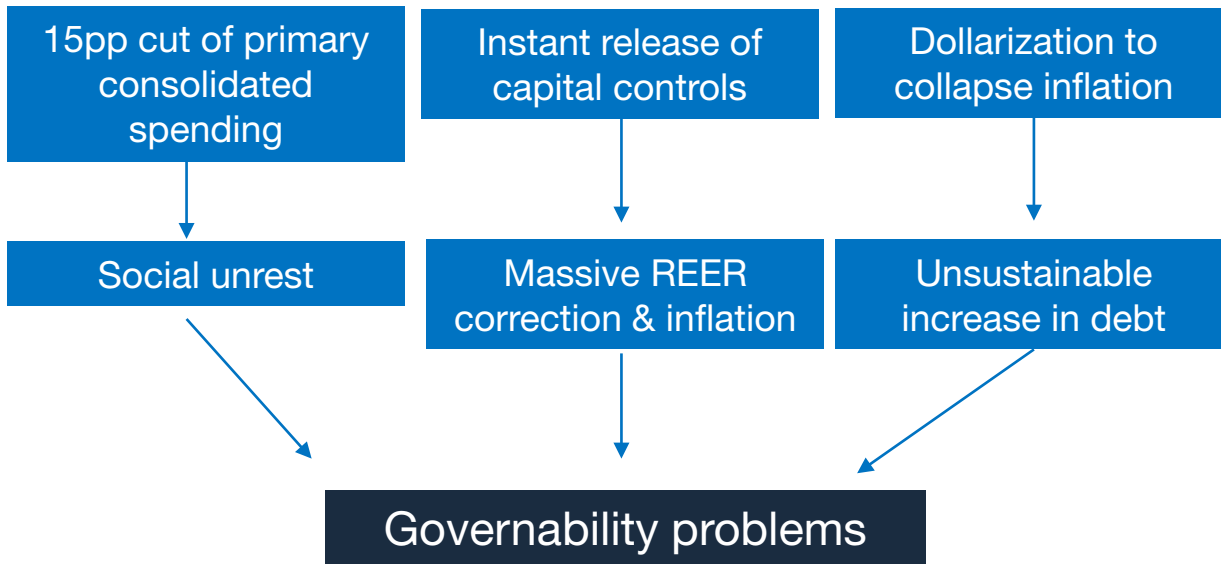 15pp cut of primary
consolidated
spending
Instant release of
capital controls
Dollarization to
collapse inflation
Social unrest
Massive REER
correction & inflation
Unsustainable
increase in debt
Governability problems